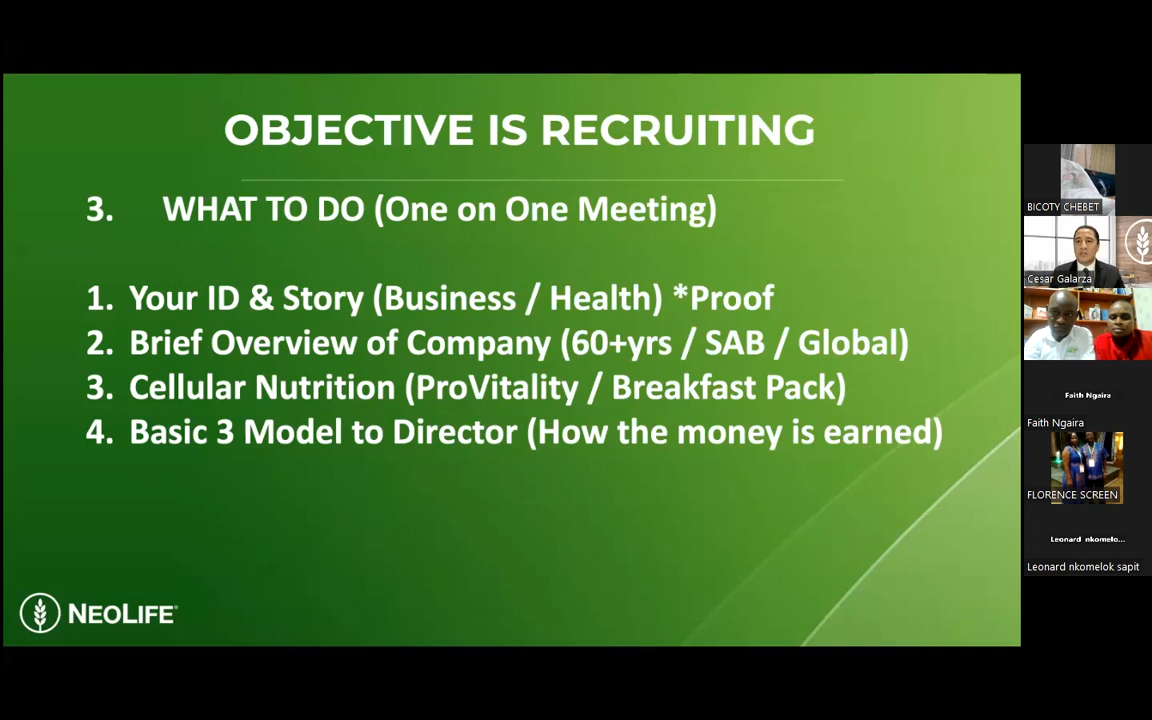 OBJECTIVE IS RECRUITING
3. WHAT TO DO (One on One Meeting)
1. Your ID & Story (Business / Health) *Proof
2. Brief Overview of Company (60+yrs / SAB / Global)
3. Cellular Nutrition (ProVitality / Breakfast Pack)
4. Basic 3 Model to Director (How the money is earned)
NEOLIFE
BICOTY CHEBET
Cesar Galarza
Faith Ngaira
Faith Ngaira
FLORENCE SCREEN
Leonard nkomelo...
Leonard nkomelok sapit